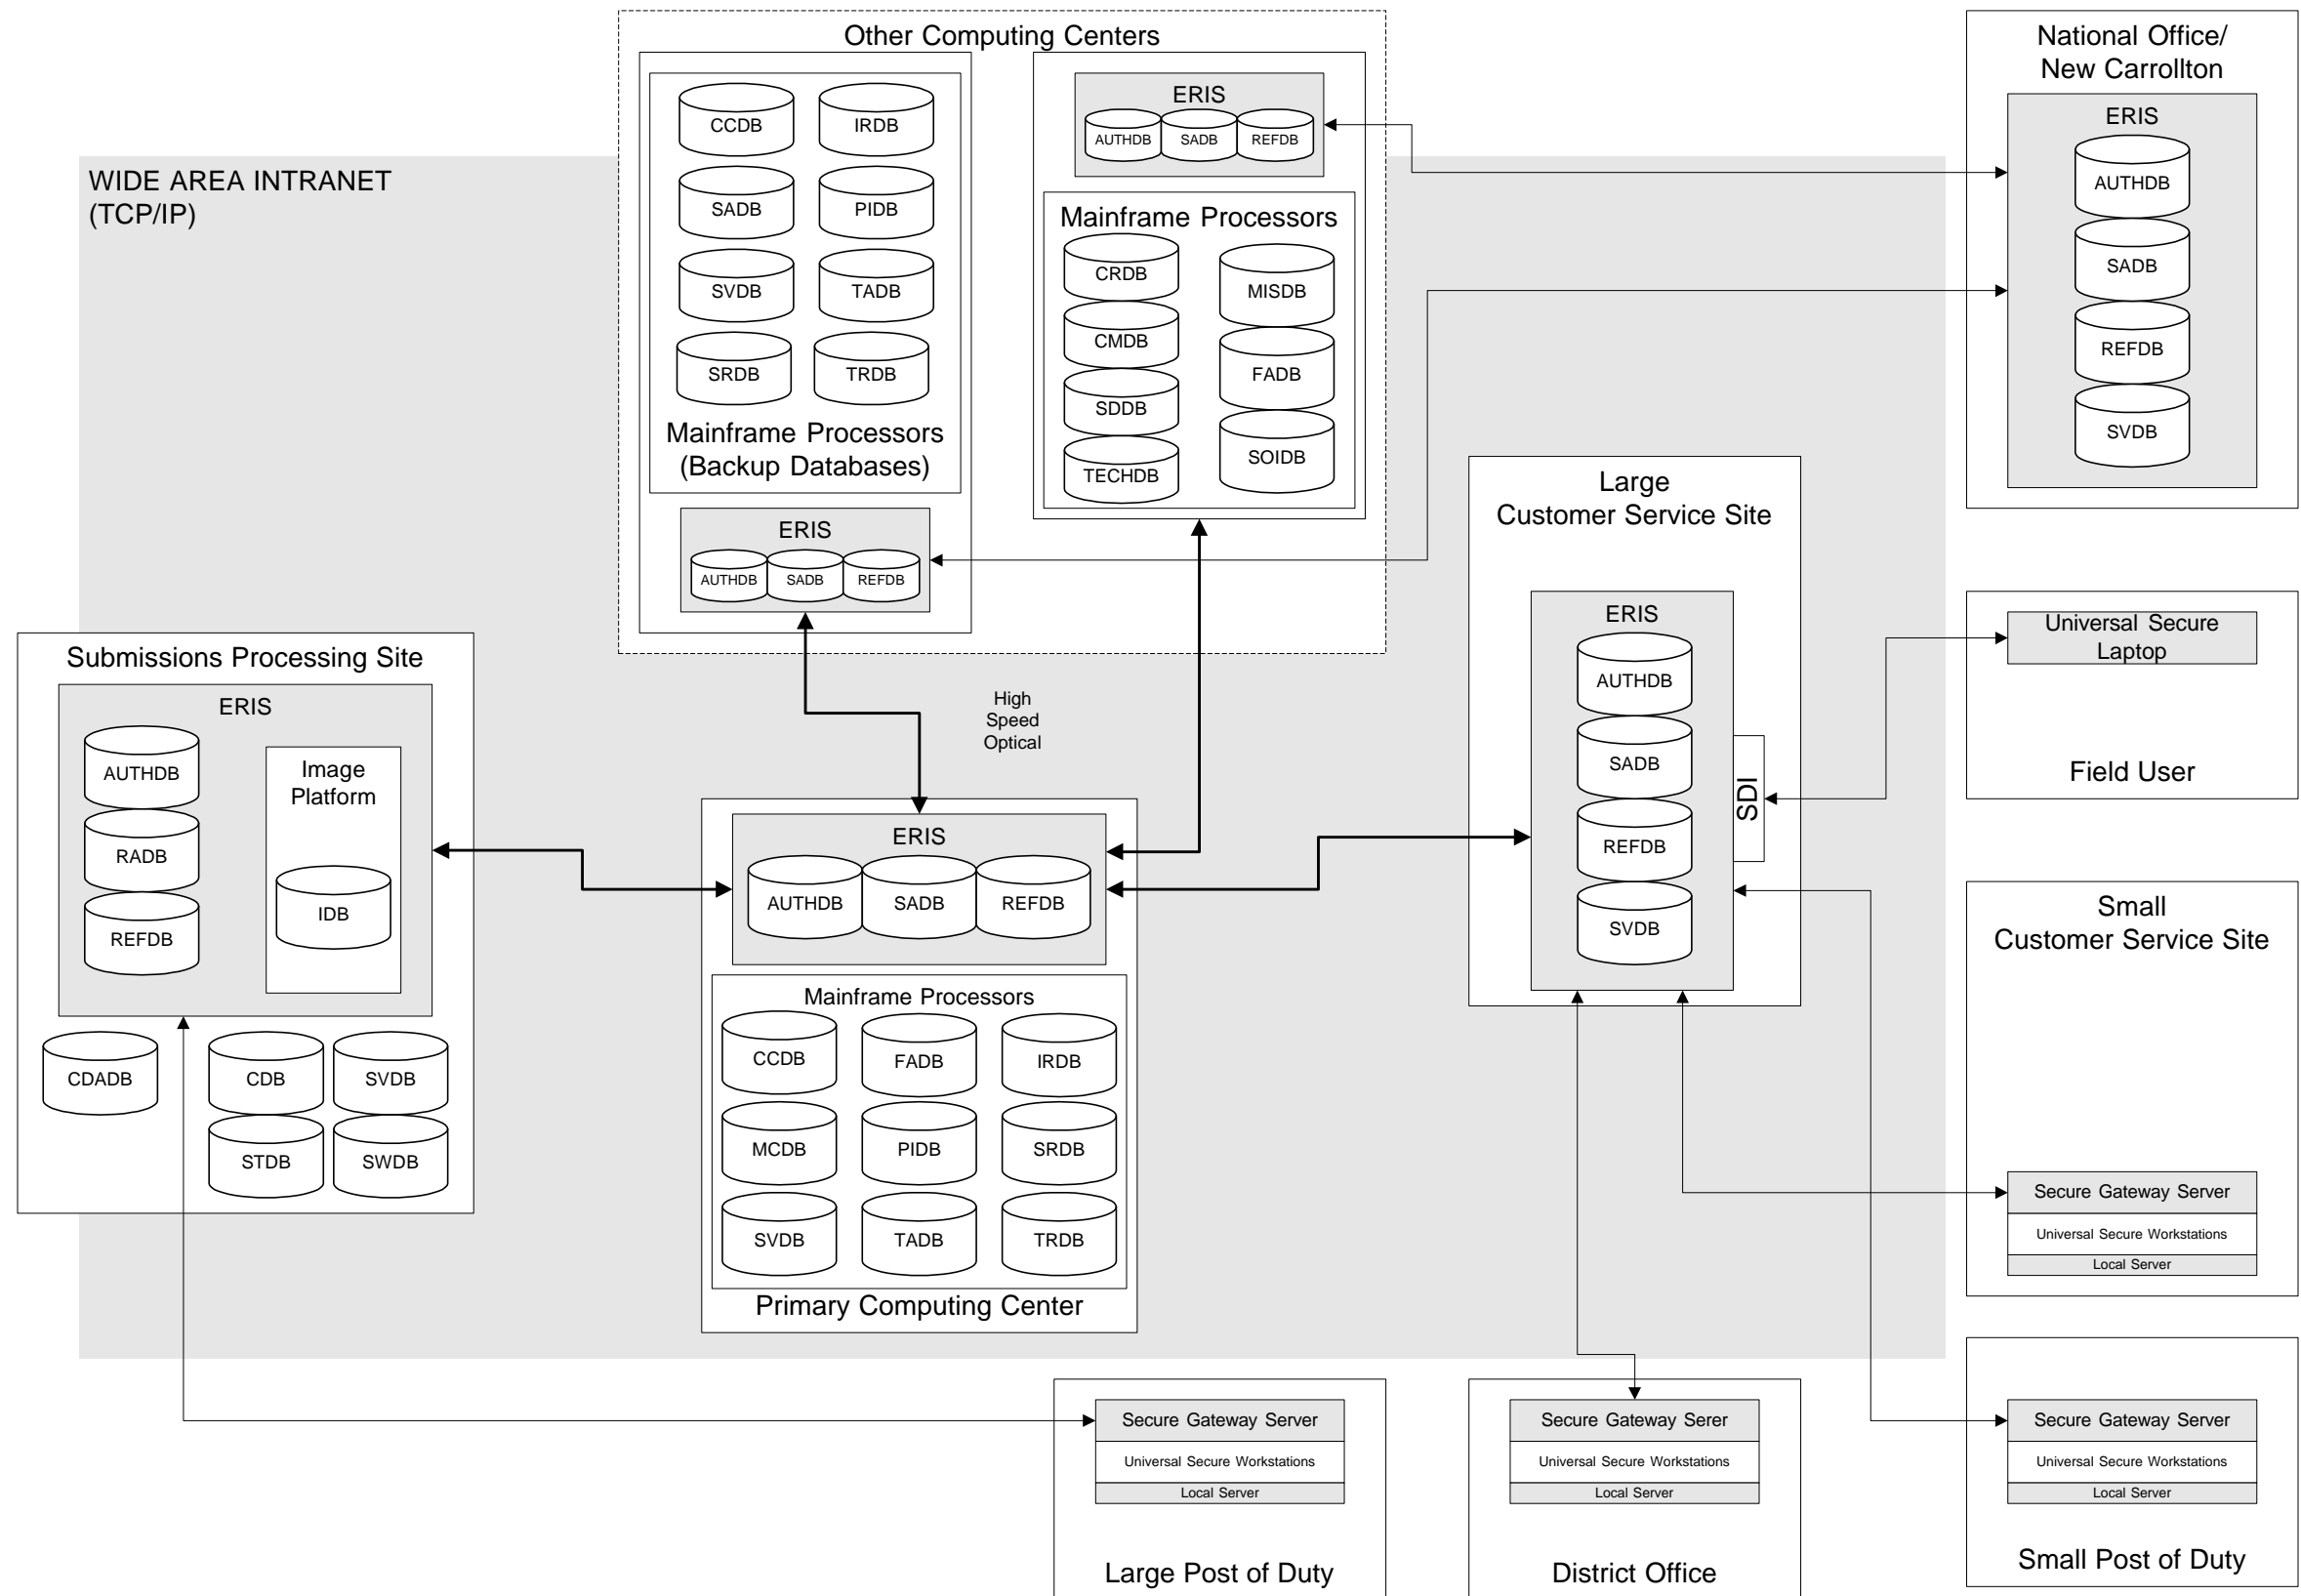 Other Computing Centers
CCDB
IRDB
SADB
PIDB
SVDB
TADB
SRDB
TRDB
Mainframe Processors
(Backup Databases)
ERIS
AUTHDB
SADB
REFDB
ERIS
AUTHDB
SADB
REFDB
Mainframe Processors
CRDB
MISDB
CMDB
FADB
SDDB
SOIDB
TECHDB
National Office/
New Carrollton
ERIS
AUTHDB
SADB
REFDB
SVDB
WIDE AREA INTRANET
(TCP/IP)
Large
Customer Service Site
ERIS
AUTHDB
SADB
REFDB
SVDB
SDI
Universal Secure
Laptop
Field User
Submissions Processing Site
ERIS
AUTHDB
RADB
REFDB
Image
Platform
IDB
CDADB
CDB
SVDB
STDB
SWDB
High
Speed
Optical
ERIS
AUTHDB
SADB
REFDB
Mainframe Processors
CCDB
FADB
IRDB
MCDB
PIDB
SRDB
SVDB
TADB
TRDB
Primary Computing Center
Small
Customer Service Site
Secure Gateway Server
Universal Secure Workstations
Local Server
Secure Gateway Server
Universal Secure Workstations
Local Server
Large Post of Duty
Secure Gateway Serer
Universal Secure Workstations
Local Server
District Office
Secure Gateway Server
Universal Secure Workstations
Local Server
Small Post of Duty